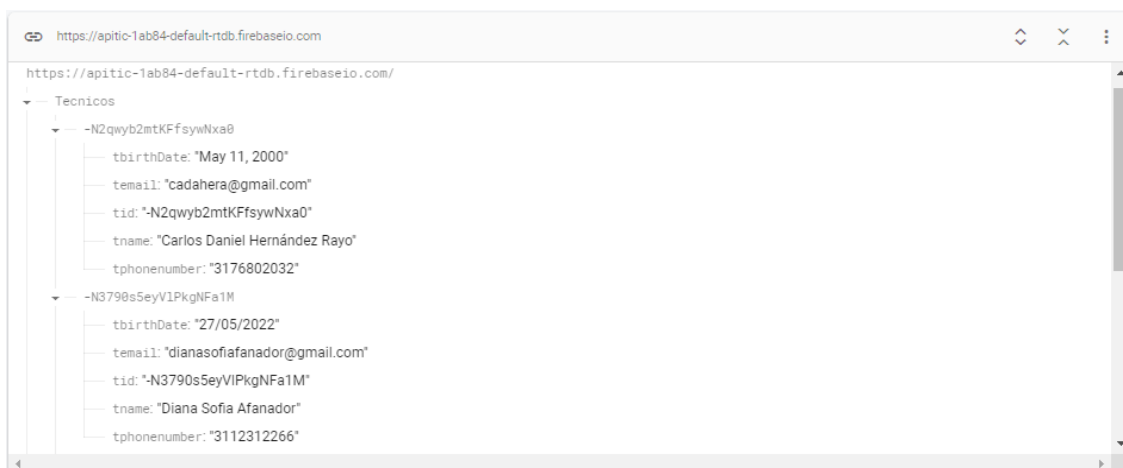 https://apitic-1ab84-default-rtdb.firebaseio.com
https://apitic-1ab84-default-rtdb.firebaseio.com/
Tecnicos
-N2qwyb2mtKFfsywNxa0
tbirthDate: "May 11, 2000"
temail: "cadahera@gmail.com"
tid: "-N2qwyb2mtKFfsywNxa0"
tname: "Carlos Daniel Hernández Rayo"
tphonenumber: "3176802032"
-N3790s5eyVlPkgNFa1M
tbirthDate: "27/05/2022"
temail: "dianasofiafanador@gmail.com"
tid: "-N3790s5eyVlPkgNFa1M"
tname: "Diana Sofia Afanador"
tphonenumber: "3112312266"